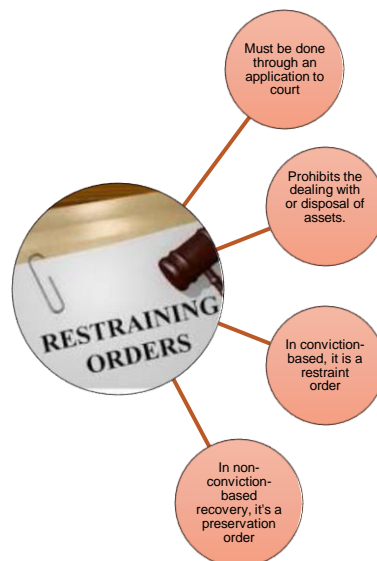 Must be done
through an
application to
court
Prohibits the
dealing with
or disposal of
assets.
RESTRAINING
ORDERS
In conviction-
based, it is a
restraint
order
In non-
conviction-
based
recovery, it's a
preservation
order